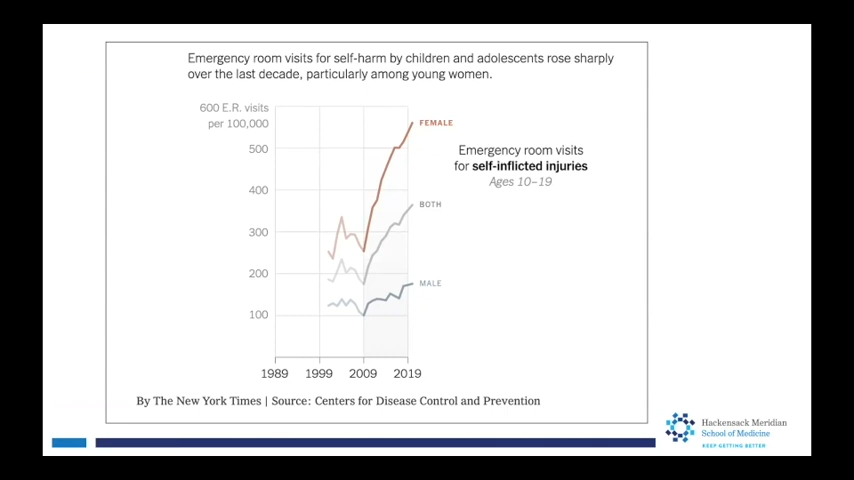 Emergency room visits for self-harm by children and adolescents rose sharply
over the last decade, particularly among young women.
600 E.R. visits
per 100,000
FEMALE
500
Emergency room visits
for self-inflicted injuries
Ages 10–19
400
BOTH
300
200
MALE
100
1989 1999 2009 2019
By The New York Times | Source: Centers for Disease Control and Prevention
Hackensack Meridian
School of Medicine
KEEP GETTING BETTER